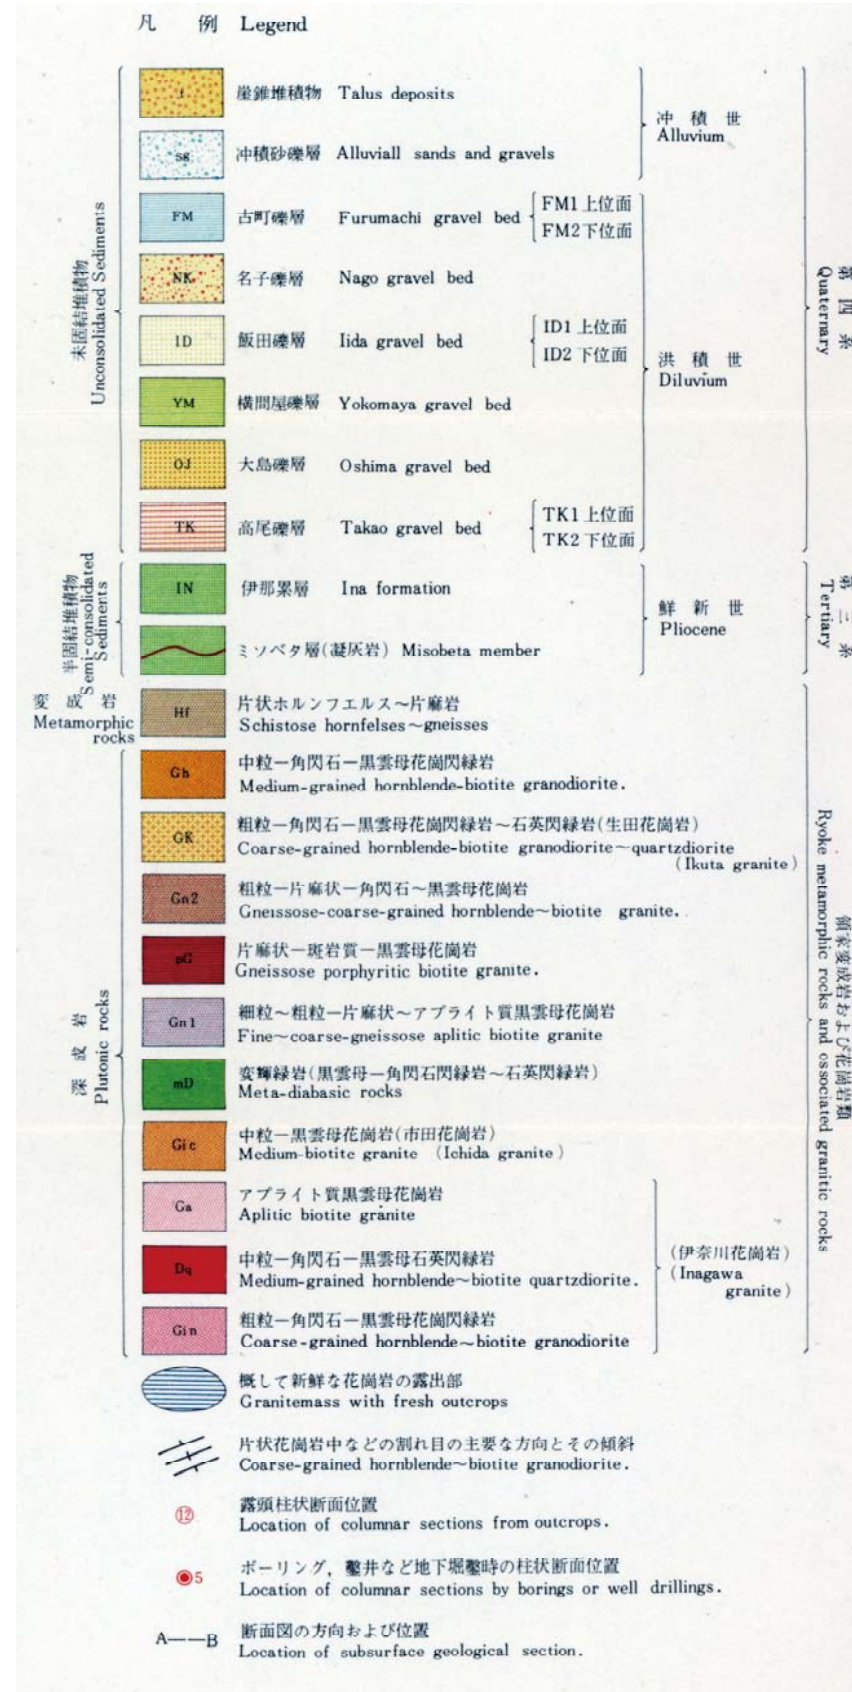 凡 例 Legend
t 崖錐堆積物 Talus deposits
sg 冲積砂礫層 Alluviall sands and gravels
冲積世
Alluvium
FM 古町礫層 Furumachi gravel bed
FM1上位面
FM2下位面
NK 名子礫層 Nago gravel bed
ID 飯田礫層 Iida gravel bed
ID1上位面
ID2下位面
YM 横間屋礫層 Yokomaya gravel bed
OJ 大島礫層 Oshima gravel bed
TK 高尾礫層 Takao gravel bed
TK1上位面
TK2下位面
洪積世
Diluvium
未固結堆積物
Unconsolidated Sediments
第四系
Quaternary
IN 伊那累層 Ina formation
ミソベタ層(凝灰岩) Misobeta member
鮮新世
Pliocene
半固結堆積物
Semi-consolidated
Sediments
第三系
Tertiary
変成岩
Metamorphic
rocks
Hf 片状ホルンフエルス~片麻岩
Schistose hornfelses~gneisses
Gh 中粒－角閃石－黒雲母花崗閃緑岩
Medium-grained hornblende-biotite granodiorite.
GK 粗粒－角閃石－黒雲母花崗閃緑岩~石英閃緑岩(生田花崗岩)
Coarse-grained hornblende-biotite granodiorite~quartzdiorite
(Ikuta granite)
Gn2 粗粒－片麻状－角閃石~黒雲母花崗岩
Gneissose-coarse-grained hornblende~biotite granite.
pG 片麻状－斑岩質－黒雲母花崗岩
Gneissose porphyritic biotite granite.
Gn1 細粒~粗粒－片麻状~アプライト質黒雲母花崗岩
Fine~coarse-gneissose aplitic biotite granite
mD 変輝緑岩(黒雲母－角閃石閃緑岩~石英閃緑岩)
Meta-diabasic rocks
Gic 中粒－黒雲母花崗岩(市田花崗岩)
Medium-biotite granite (Ichida granite)
Ga アプライト質黒雲母花崗岩
Aplitic biotite granite
Dq 中粒－角閃石－黒雲母石英閃緑岩
Medium-grained hornblende~biotite quartzdiorite.
Gin 粗粒－角閃石－黒雲母花崗閃緑岩
Coarse-grained hornblende~biotite granodiorite
(伊奈川花崗岩)
(Inagawa
granite)
深成岩
Plutonic rocks
領家変成岩および花崗岩類
Ryoke metamorphic rocks and ossociated granitic rocks
概して新鮮な花崗岩の露出部
Granitemass with fresh outcrops
片状花崗岩中などの割れ目の主要な方向とその傾斜
Coarse-grained hornblende~biotite granodiorite.
⑫ 露頭柱状断面位置
Location of columnar sections from outcrops.
5 ボーリング，鑿井など地下堀鑿時の柱状断面位置
Location of columnar sections by borings or well drillings.
A——B 断面図の方向および位置
Location of subsurface geological section.